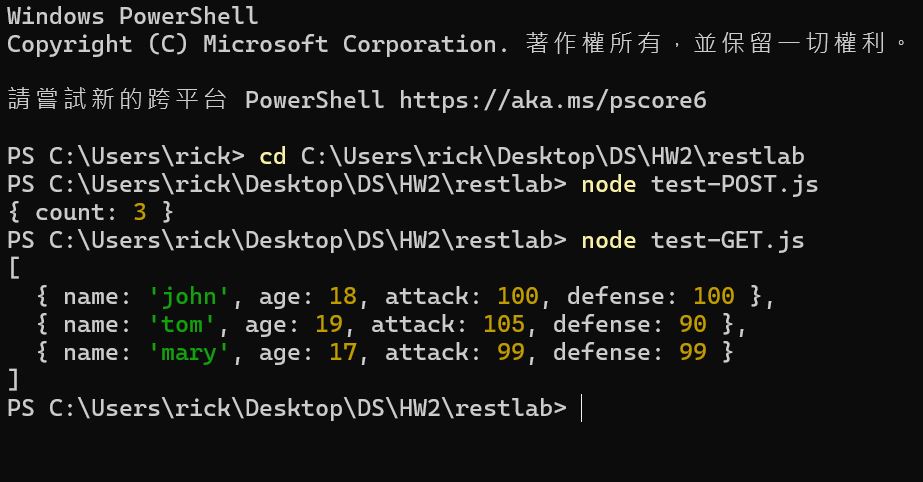 Windows PowerShell
Copyright (C) Microsoft Corporation. 著作權所有，並保留一切權利。
請嘗試新的跨平台 PowerShell https://aka.ms/pscore6
PS C:\Users\rick> cd C:\Users\rick\Desktop\DS\HW2\restlab
PS C:\Users\rick\Desktop\DS\HW2\restlab> node test-POST.js
{ count: 3 }
PS C:\Users\rick\Desktop\DS\HW2\restlab> node test-GET.js
[
  { name: 'john', age: 18, attack: 100, defense: 100 },
  { name: 'tom', age: 19, attack: 105, defense: 90 },
  { name: 'mary', age: 17, attack: 99, defense: 99 }
]
PS C:\Users\rick\Desktop\DS\HW2\restlab>